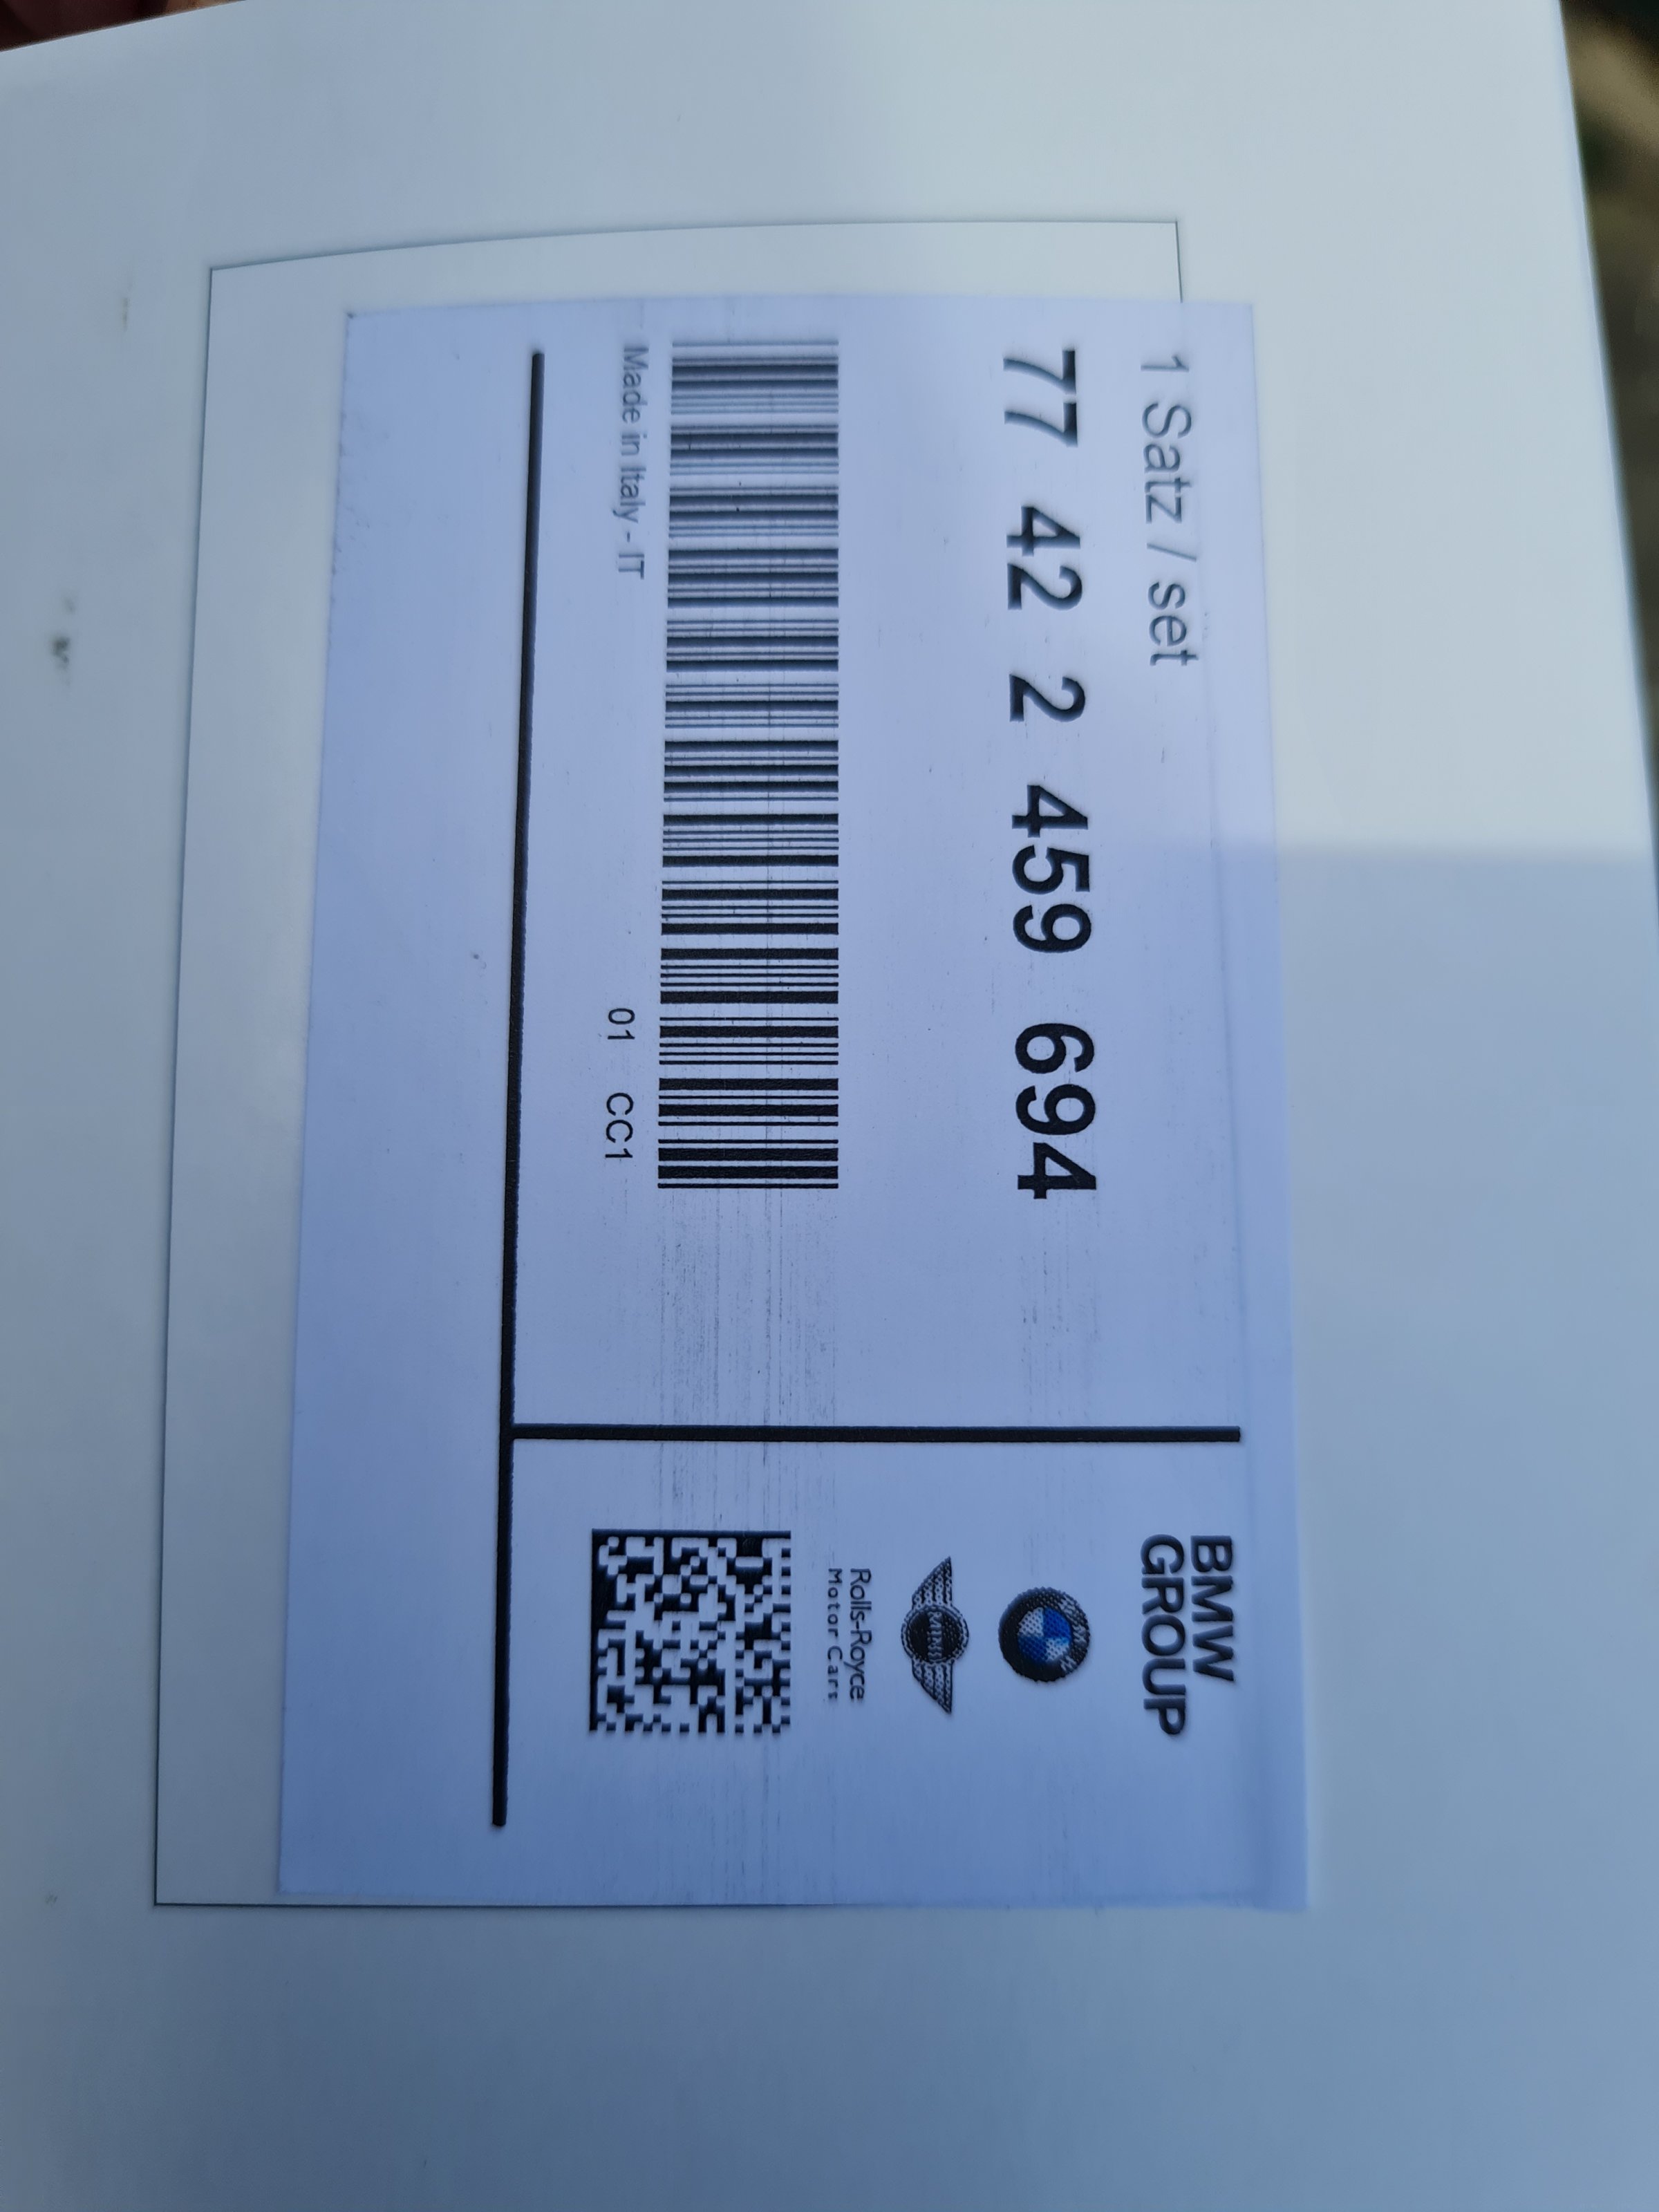 1 Satz / set
77 42 2 459 694
Made in Italy - IT
01 CC1
BMW
GROUP
MINI
Rolls-Royce
Motor Cars